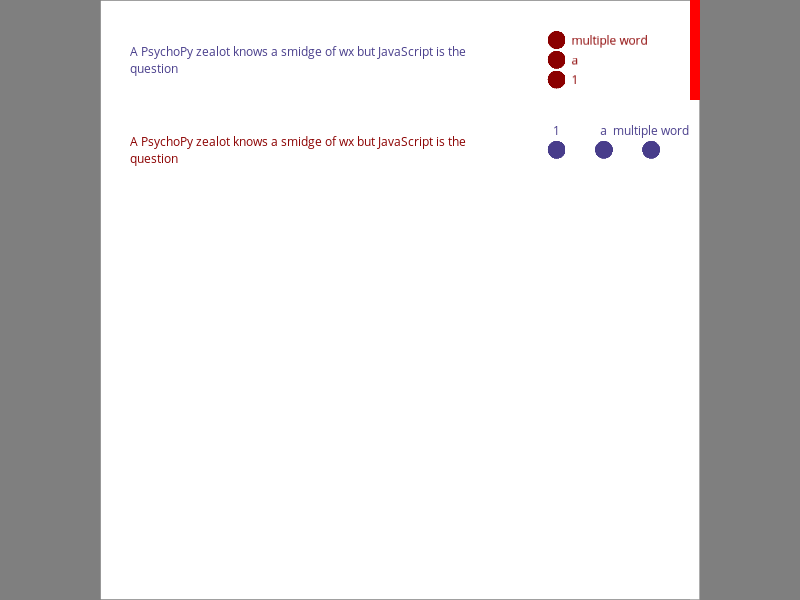 A PsychoPy zealot knows a smidge of wx but JavaScript is the
question
multiple word
a
1
A PsychoPy zealot knows a smidge of wx but JavaScript is the
question
1 a multiple word